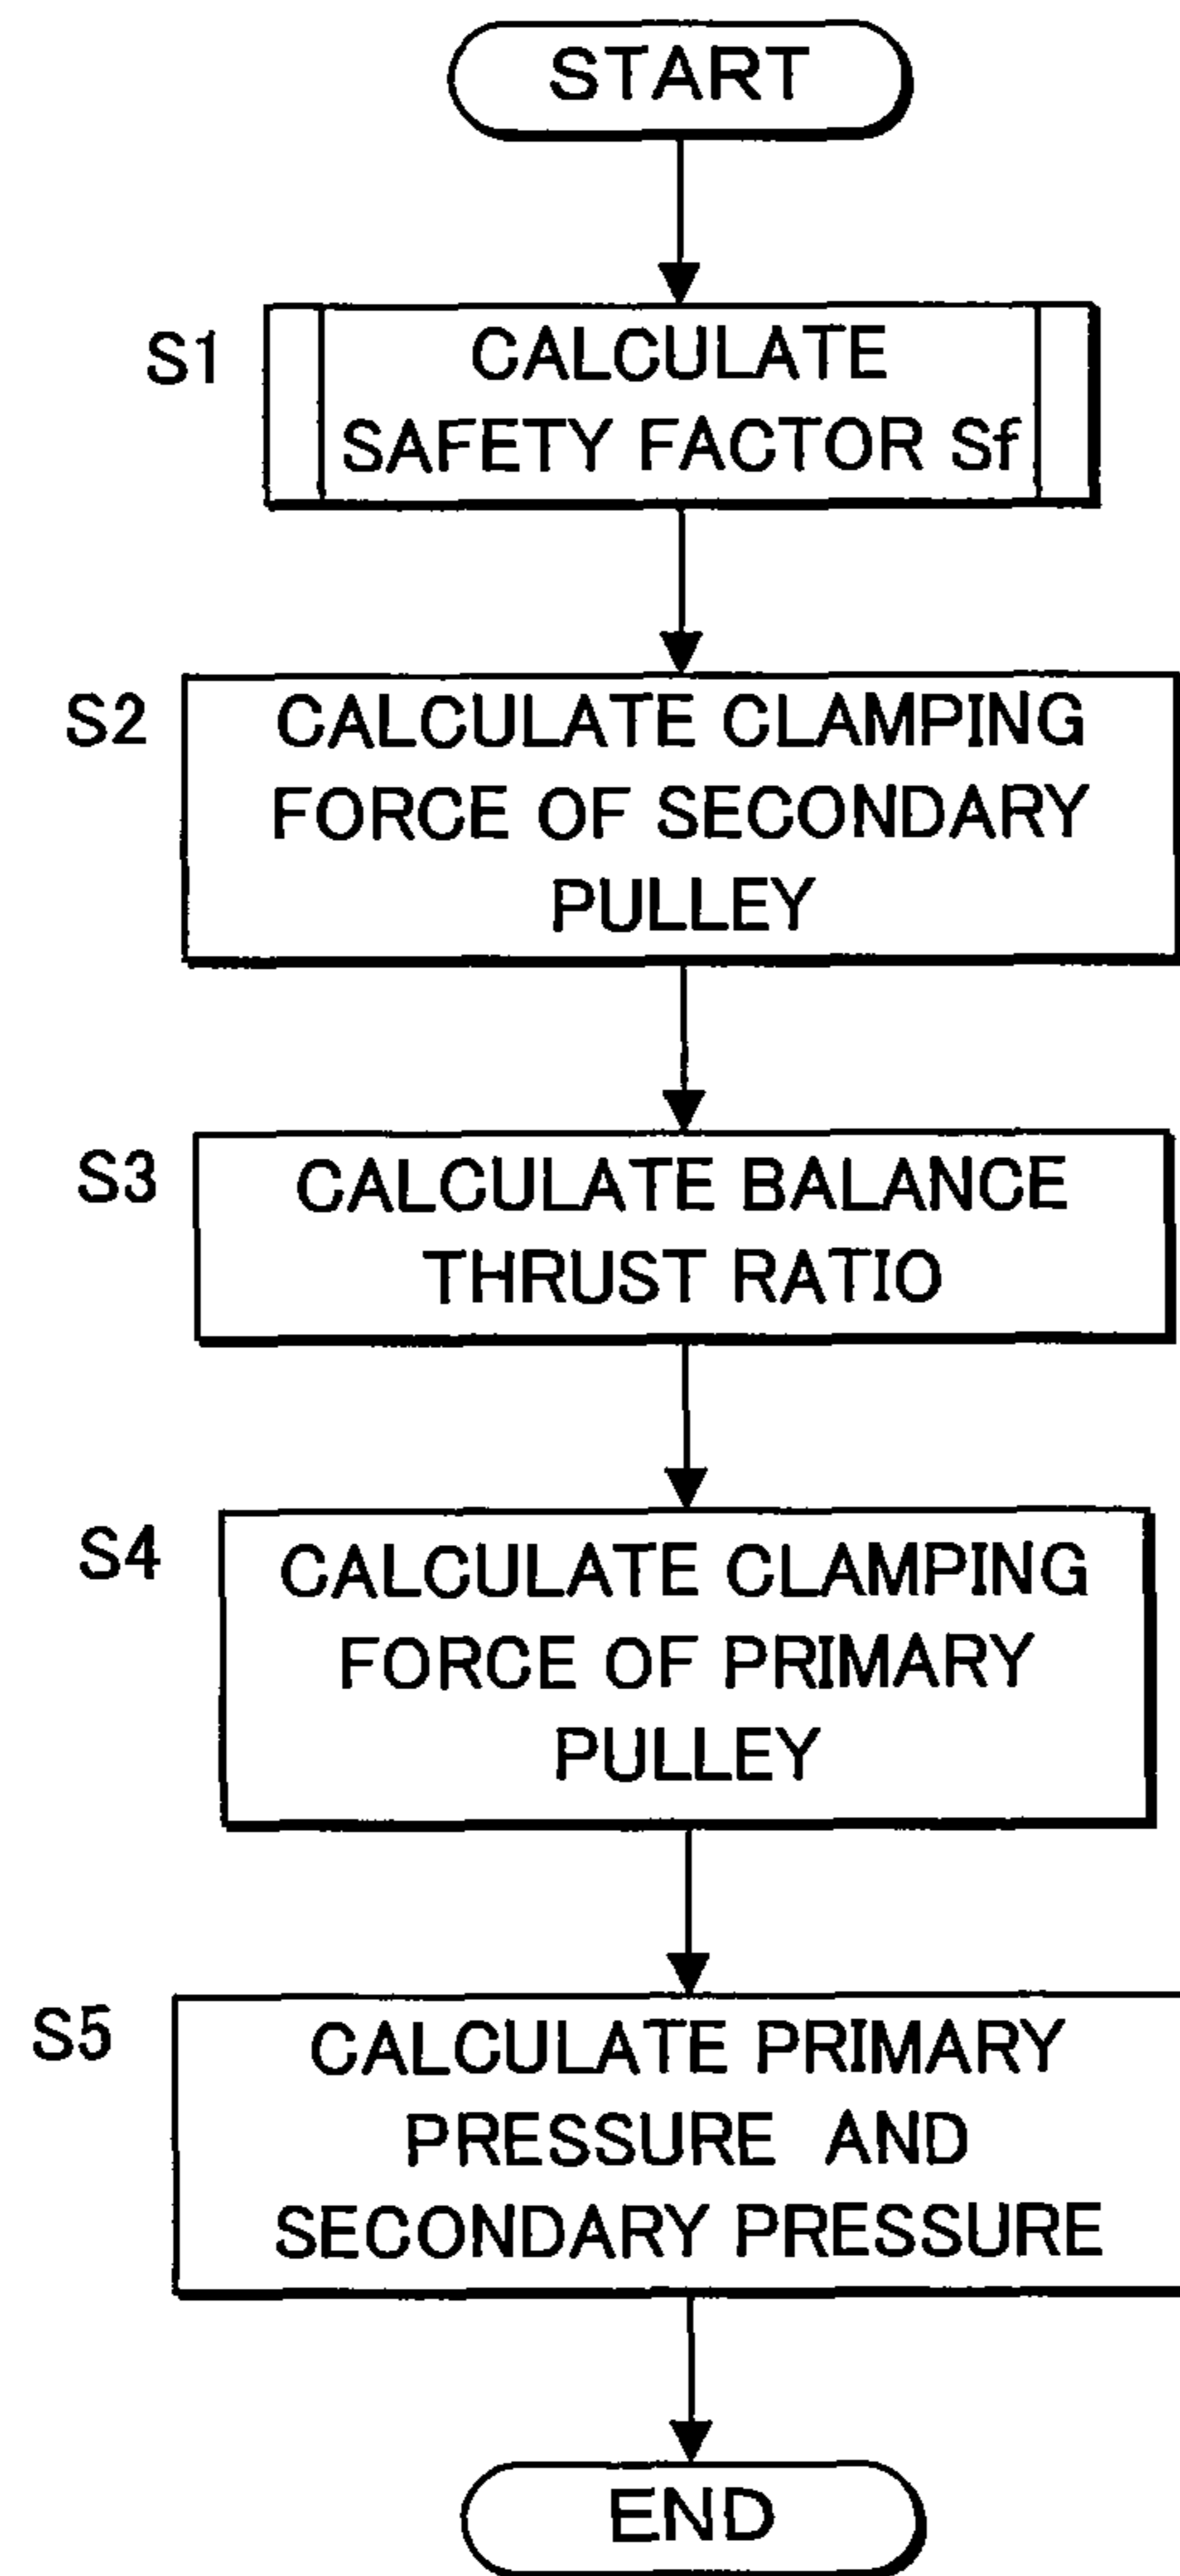 START
S1
CALCULATE
SAFETY FACTOR Sf
S2
CALCULATE CLAMPING
FORCE OF SECONDARY
PULLEY
S3
CALCULATE BALANCE
THRUST RATIO
S4
CALCULATE CLAMPING
FORCE OF PRIMARY
PULLEY
S5
CALCULATE PRIMARY
PRESSURE AND
SECONDARY PRESSURE
END